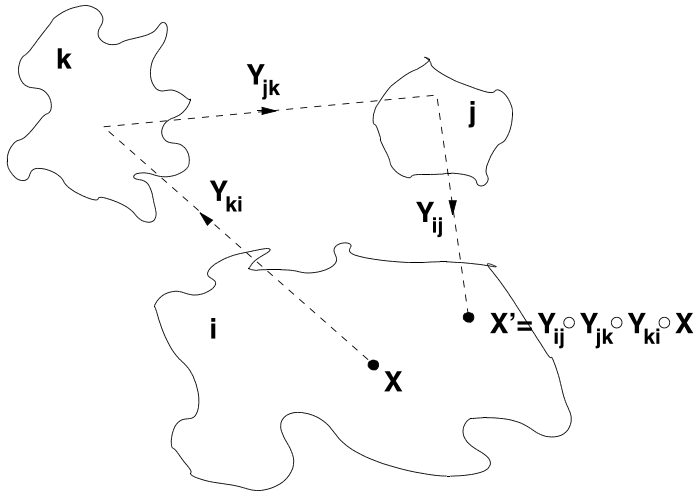 k
Y_jk
j
Y_ki
Y_ij
i
X'= Y_ij ○ Y_jk ○ Y_ki ○ X
X